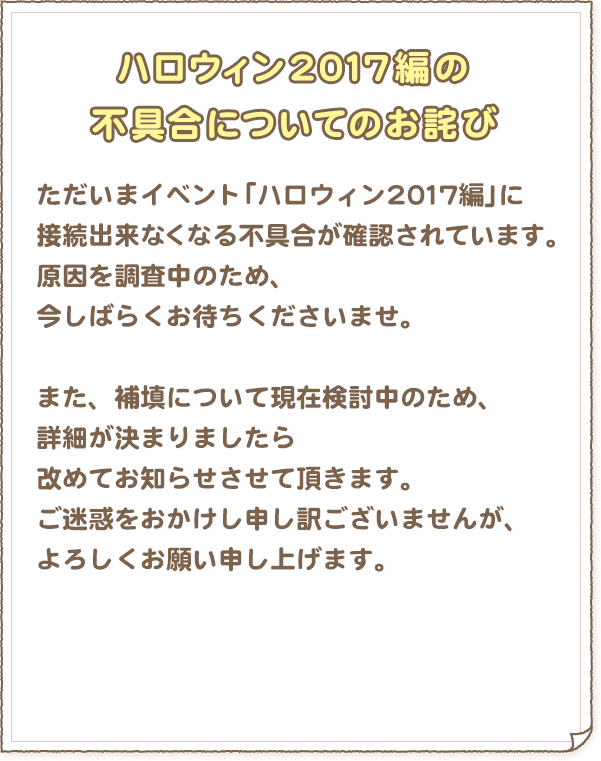 ハロウィン2017編の
不具合についてのお詫び
ただいまイベント「ハロウィン2017編」に
接続出来なくなる不具合が確認されています。
原因を調査中のため、
今しばらくお待ちくださいませ。
また、補填について現在検討中のため、
詳細が決まりましたら
改めてお知らせさせて頂きます。
ご迷惑をおかけし申し訳ございませんが、
よろしくお願い申し上げます。